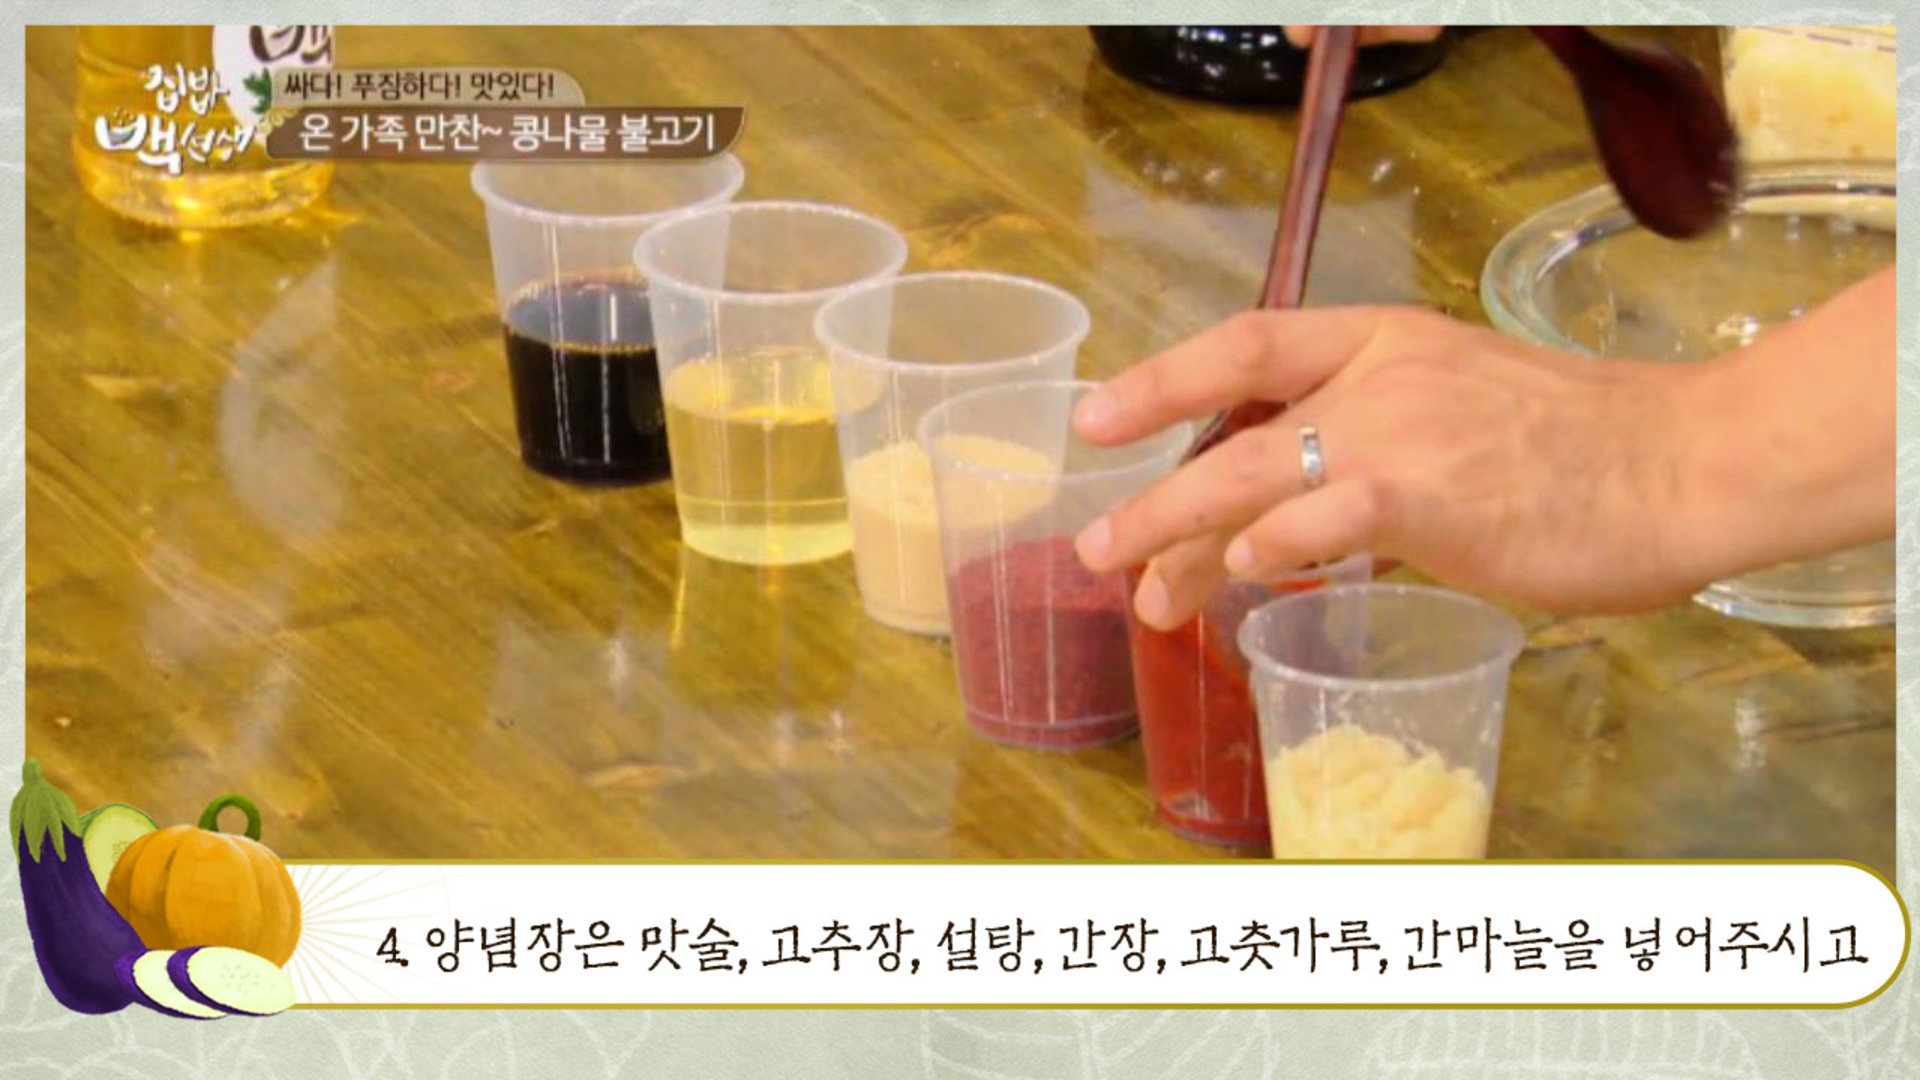 집밥
백선생
싸다! 푸짐하다! 맛있다!
온 가족 만찬~ 콩나물 불고기
4. 양념장은 맛술, 고추장, 설탕, 간장, 고춧가루, 간마늘을 넣어주시고